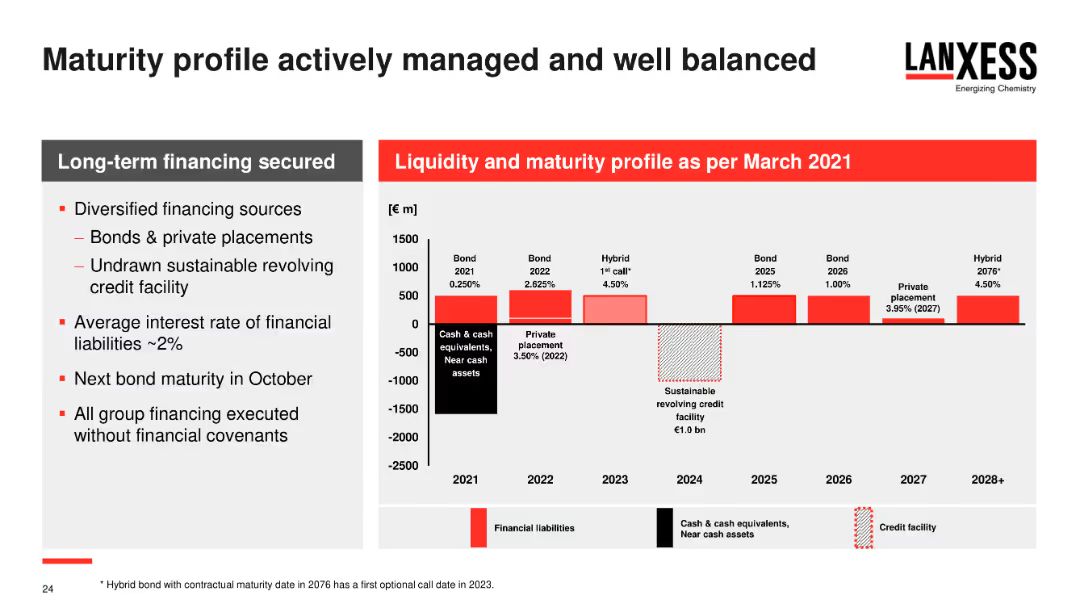 Maturity profile actively managed and well balanced
LANXESS
Energizing Chemistry
Long-term financing secured
Diversified financing sources
– Bonds & private placements
– Undrawn sustainable revolving
credit facility
Average interest rate of financial
liabilities ~2%
Next bond maturity in October
All group financing executed
without financial covenants
Liquidity and maturity profile as per March 2021
[€ m]
1500
1000
500
0
-500
-1000
-1500
-2000
-2500
Bond
2021
0.250%
Bond
2022
2.625%
Hybrid
1st call*
4.50%
Bond
2025
1.125%
Bond
2026
1.00%
Private
placement
3.95% (2027)
Hybrid
2076*
4.50%
Cash & cash
equivalents,
Near cash
assets
Private
placement
3.50% (2022)
Sustainable
revolving credit
facility
€1.0 bn
2021
2022
2023
2024
2025
2026
2027
2028+
Financial liabilities
Cash & cash equivalents,
Near cash assets
Credit facility
24
* Hybrid bond with contractual maturity date in 2076 has a first optional call date in 2023.